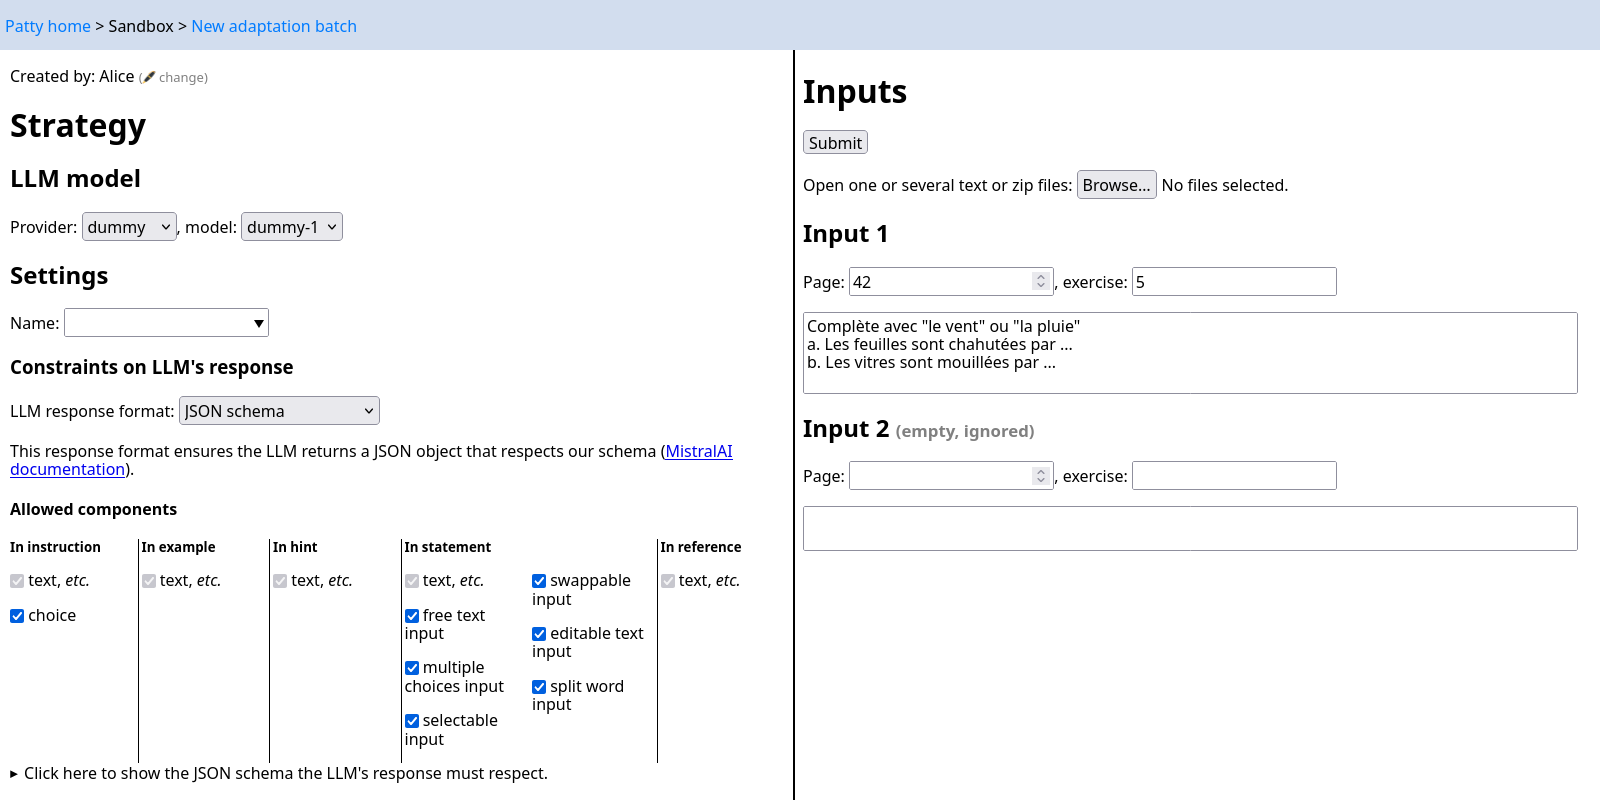 Patty home > Sandbox > New adaptation batch
Created by: Alice (🖋 change)
Strategy
LLM model
Provider: dummy, model: dummy-1
Settings
Name:
Constraints on LLM's response
LLM response format: JSON schema
This response format ensures the LLM returns a JSON object that respects our schema (MistralAI
documentation).
Allowed components
In instruction
text, etc.
choice
In example
text, etc.
In hint
text, etc.
In statement
text, etc.
free text
input
multiple
choices input
selectable
input
swappable
input
editable text
input
split word
input
In reference
text, etc.
▸ Click here to show the JSON schema the LLM's response must respect.
Inputs
Submit
Open one or several text or zip files: Browse... No files selected.
Input 1
Page: 42, exercise: 5
Complète avec "le vent" ou "la pluie"
a. Les feuilles sont chahutées par ...
b. Les vitres sont mouillées par ...
Input 2 (empty, ignored)
Page: , exercise: